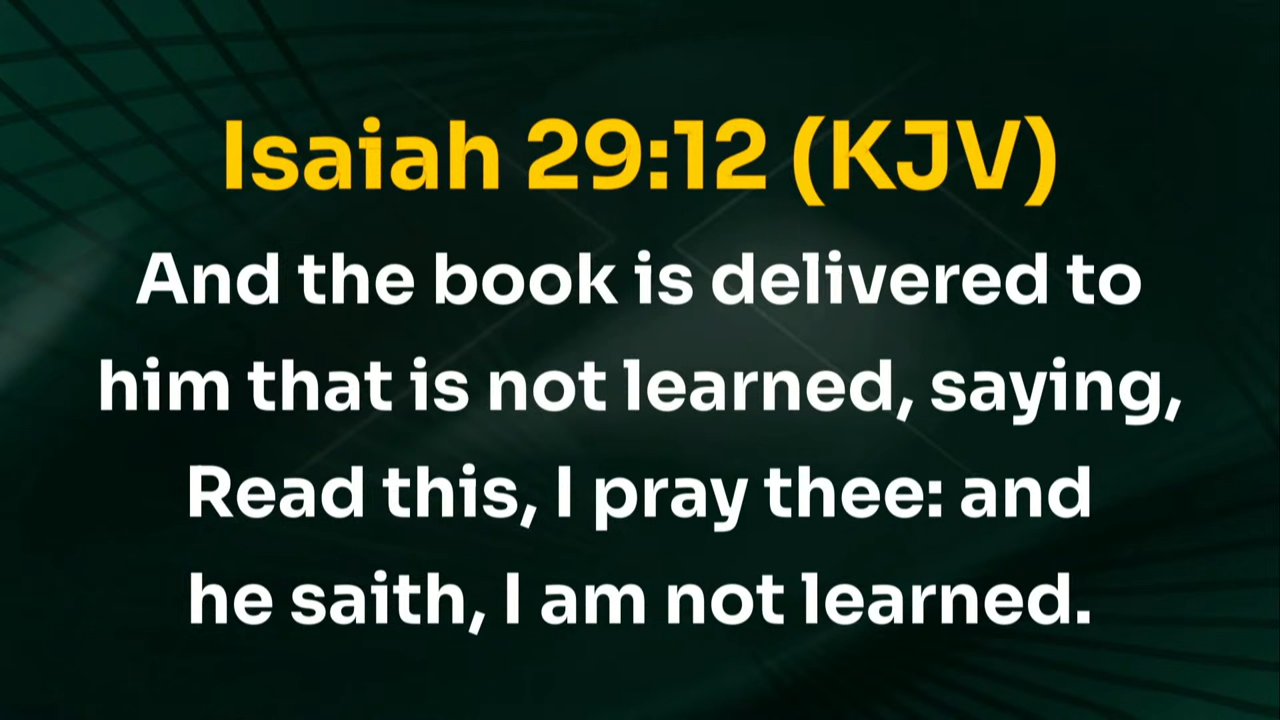 Isaiah 29:12 (KJV)
And the book is delivered to
him that is not learned, saying,
Read this, I pray thee: and
he saith, I am not learned.